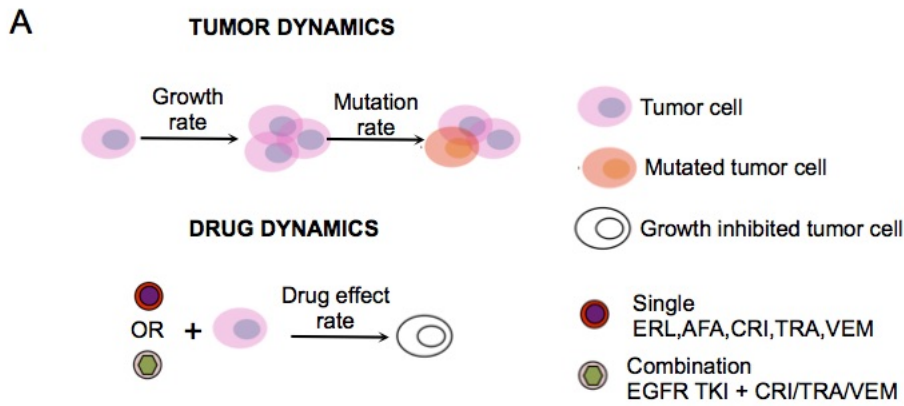 A
TUMOR DYNAMICS
Growth
rate
Mutation
rate
Tumor cell
Mutated tumor cell
Growth inhibited tumor cell
DRUG DYNAMICS
OR
+
Drug effect
rate
Single
ERL,AFA,CRI,TRA,VEM
Combination
EGFR TKI + CRI/TRA/VEM